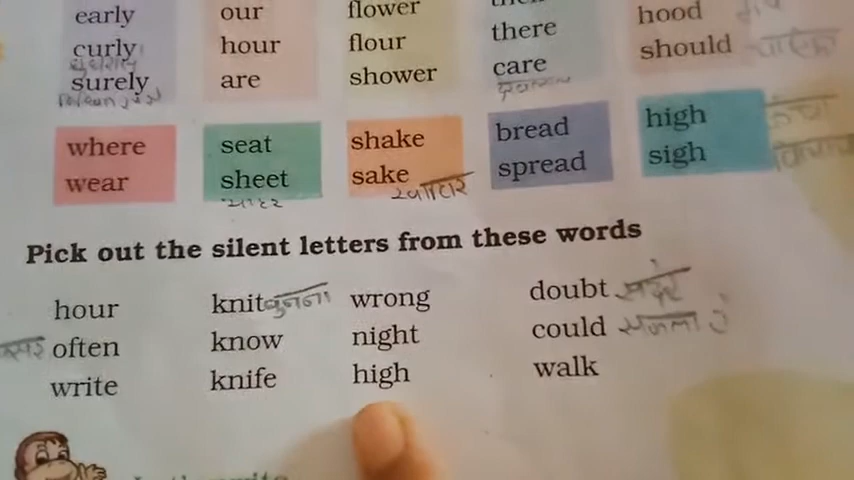 early our flower there hood
curly hour flour care should
surely are shower
where seat shake bread high
wear sheet sake spread sigh
Pick out the silent letters from these words
hour knit बुनना wrong doubt
often know night could
write knife high walk